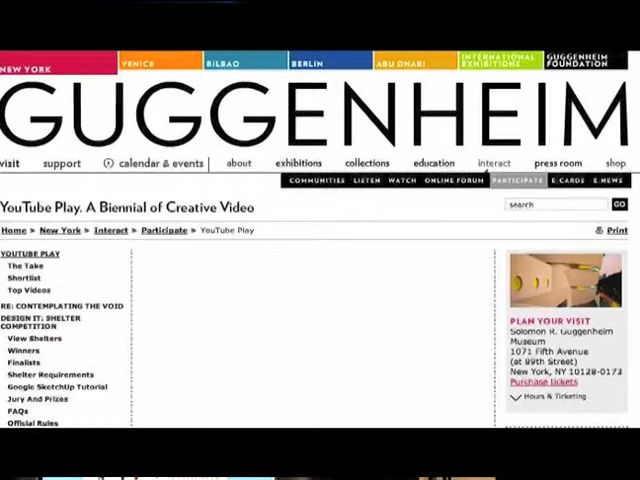 NEW YORK VENICE BILBAO BERLIN ABU DHABI INTERNATIONAL EXHIBITIONS GUGGENHEIM FOUNDATION
GUGGENHEIM
visit support calendar & events about exhibitions collections education interact press room shop
COMMUNITIES LISTEN WATCH ONLINE FORUM PARTICIPATE E-CARDS E-NEWS
YouTube Play. A Biennial of Creative Video
search GO
Home > New York > Interact > Participate > YouTube Play
Print
YOUTUBE PLAY
The Take
Shortlist
Top Videos
RE: CONTEMPLATING THE VOID
DESIGN IT: SHELTER
COMPETITION
View Shelters
Winners
Finalists
Shelter Requirements
Google SketchUp Tutorial
Jury And Prizes
FAQs
Official Rules
PLAN YOUR VISIT
Solomon R. Guggenheim
Museum
1071 Fifth Avenue
(at 89th Street)
New York, NY 10128-0173
Purchase tickets
Hours & Ticketing